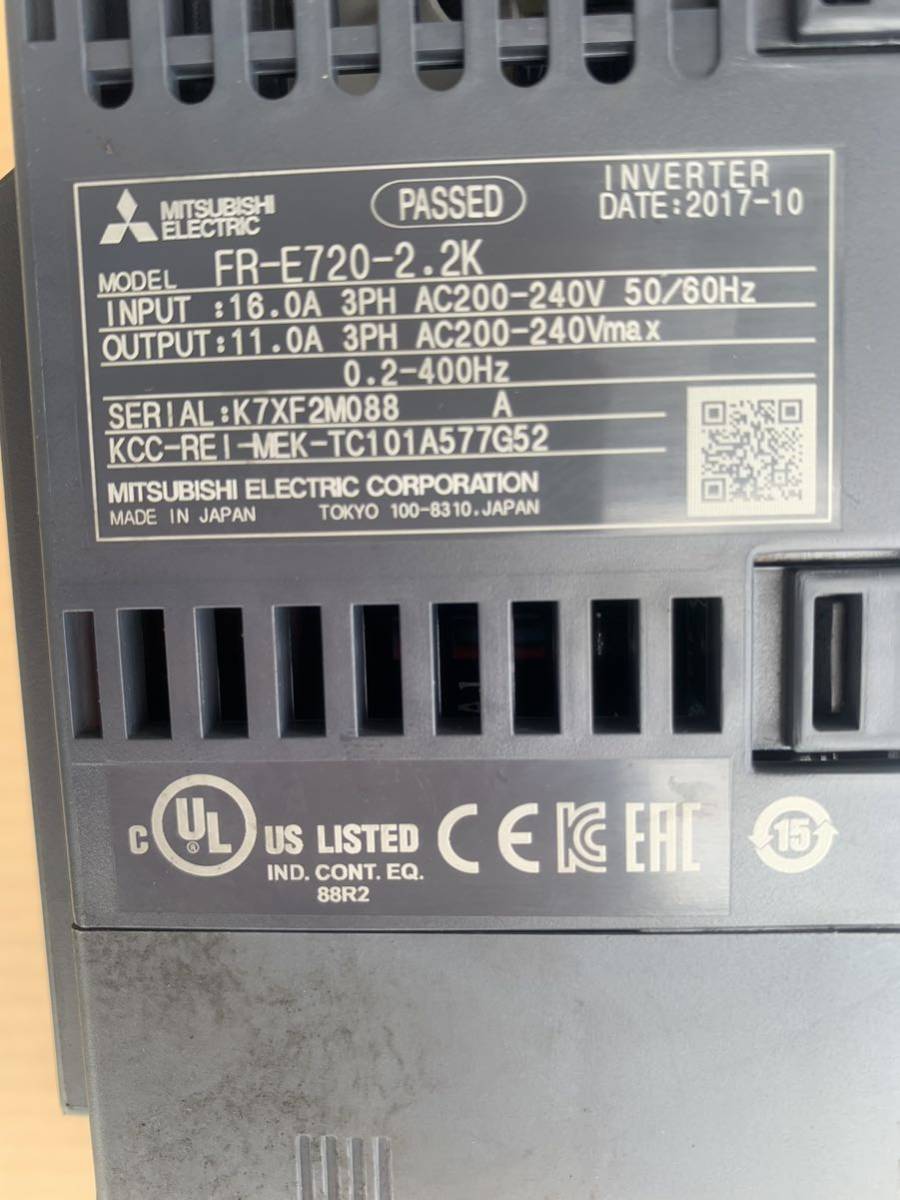 MITSUBISHI
ELECTRIC
PASSED
INVERTER
DATE:2017-10
MODEL FR-E720-2.2K
INPUT :16.0A 3PH AC200-240V 50/60Hz
OUTPUT:11.0A 3PH AC200-240Vmax
0.2-400Hz
SERIAL:K7XF2M088 A
KCC-REI-MEK-TC101A577G52
MITSUBISHI ELECTRIC CORPORATION
MADE IN JAPAN TOKYO 100-8310.JAPAN
C UL® US LISTED CE KC EAC 15
IND. CONT. EQ.
88R2